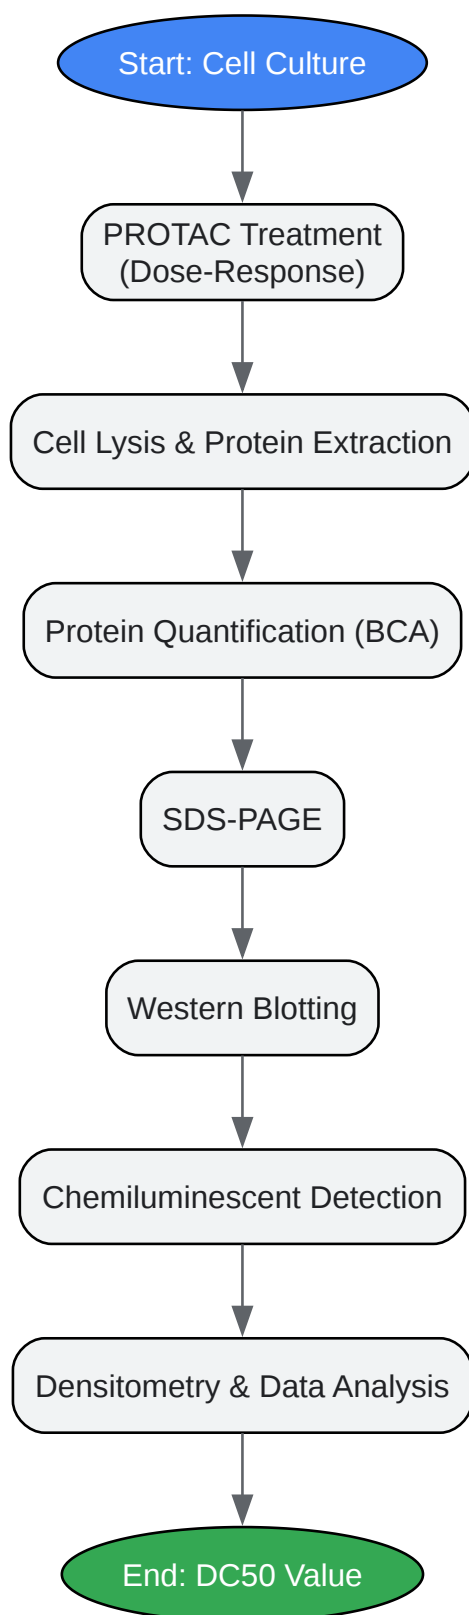 Start: Cell Culture
PROTAC Treatment
(Dose-Response)
Cell Lysis & Protein Extraction
Protein Quantification (BCA)
SDS-PAGE
Western Blotting
Chemiluminescent Detection
Densitometry & Data Analysis
End: DC50 Value